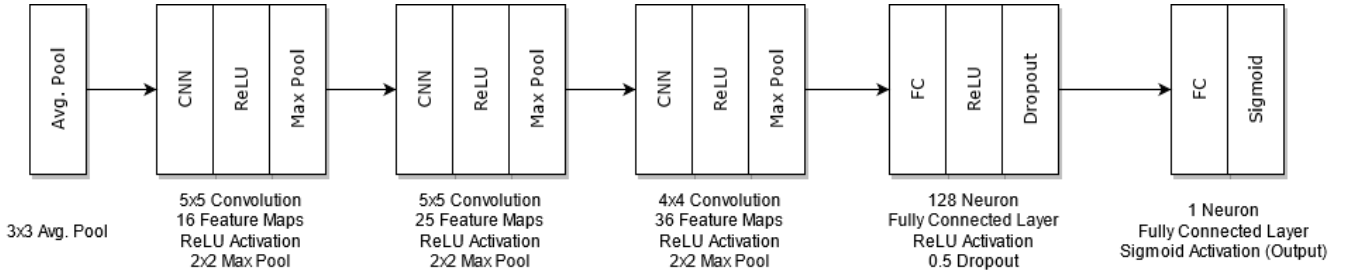 Avg. Pool
CNN
ReLU
Max Pool
CNN
ReLU
Max Pool
CNN
ReLU
Max Pool
FC
ReLU
Dropout
FC
Sigmoid
3x3 Avg. Pool
5x5 Convolution
16 Feature Maps
ReLU Activation
2x2 Max Pool
5x5 Convolution
25 Feature Maps
ReLU Activation
2x2 Max Pool
4x4 Convolution
36 Feature Maps
ReLU Activation
2x2 Max Pool
128 Neuron
Fully Connected Layer
ReLU Activation
0.5 Dropout
1 Neuron
Fully Connected Layer
Sigmoid Activation (Output)